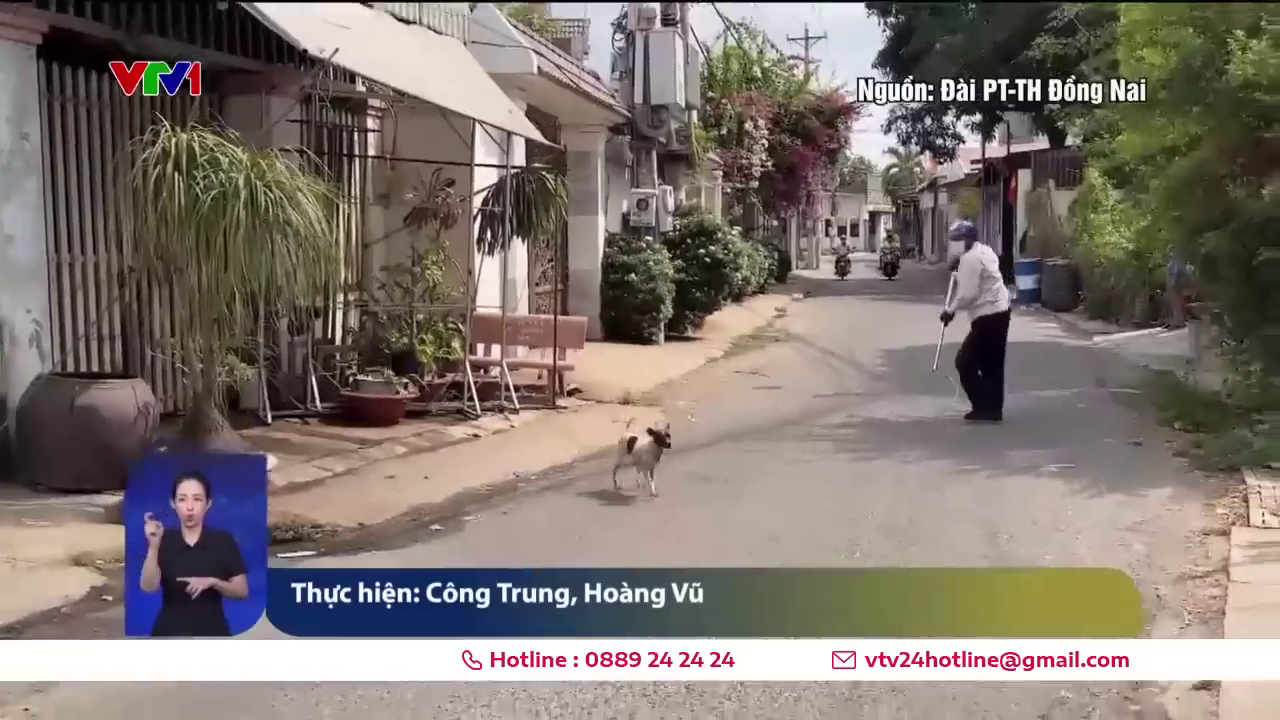 VTV1
Nguồn: Đài PT-TH Đồng Nai
Thực hiện: Công Trung, Hoàng Vũ
Hotline : 0889 24 24 24
vtv24hotline@gmail.com